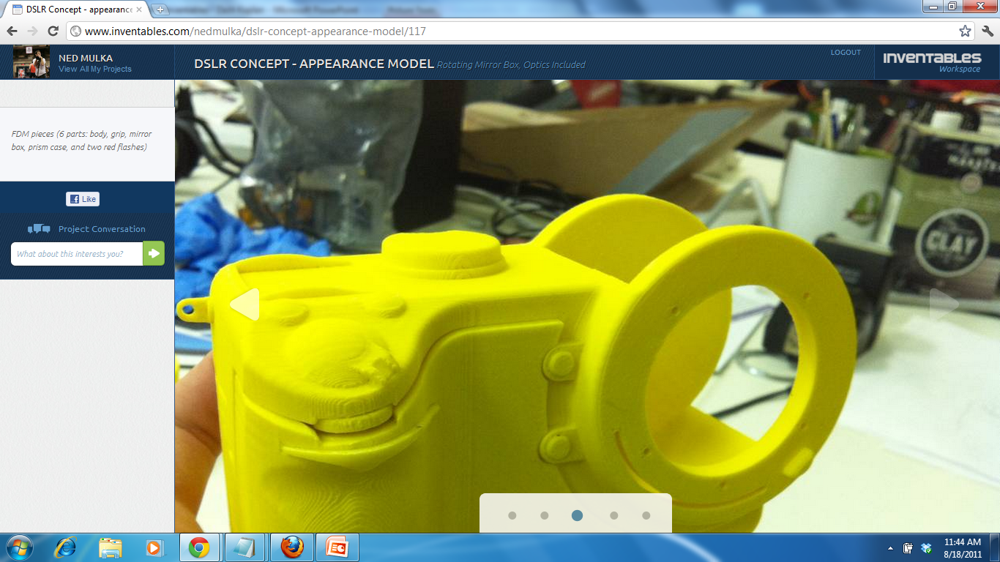 DSLR Concept - appearance
www.inventables.com/nedmulka/dslr-concept-appearance-model/117
NED MULKA
View All My Projects
DSLR CONCEPT - APPEARANCE MODEL Rotating Mirror Box, Optics Included
LOGOUT
INVENTABLES
Workspace
FDM pieces (6 parts: body, grip, mirror
box, prism case, and two red flashes)
Like
Project Conversation
What about this interests you?
CLAY
11:44 AM
8/18/2011